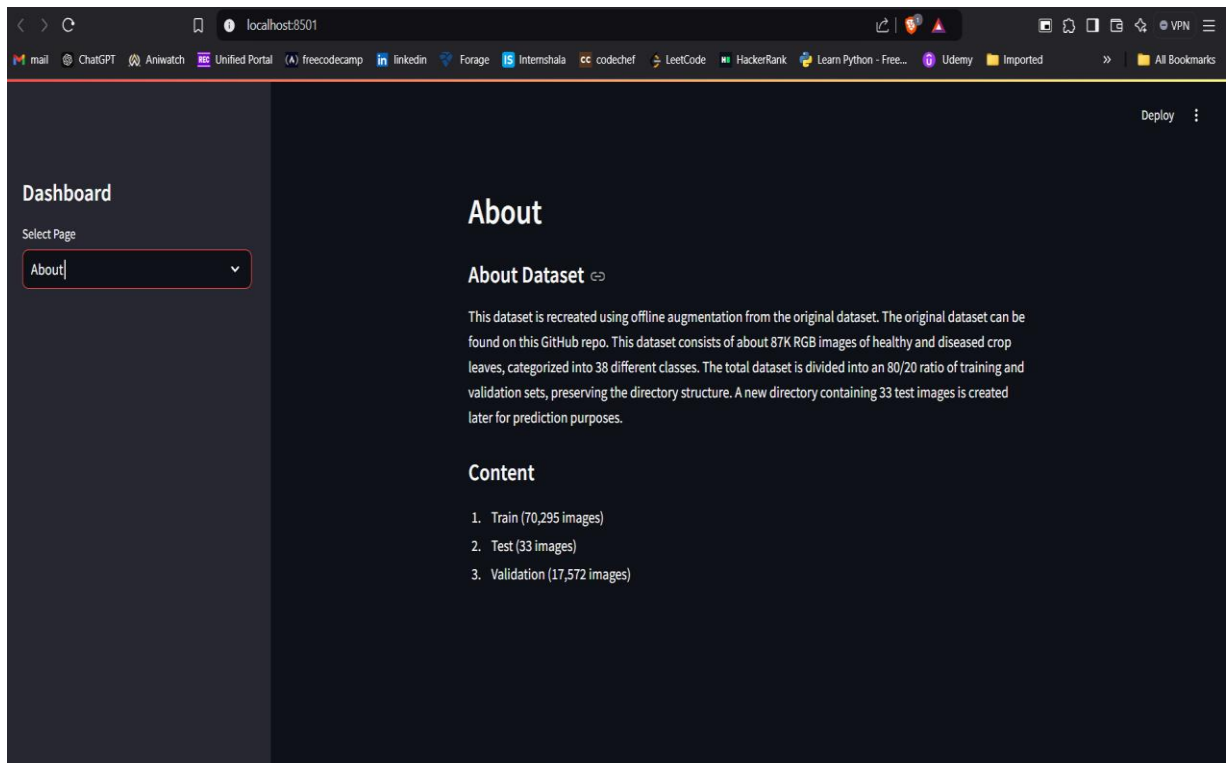 localhost:8501
VPN
mail ChatGPT Aniwatch REC Unified Portal (A) freecodecamp in linkedin Forage IS Internshala cc codechef LeetCode HackerRank Learn Python - Free... Udemy Imported » All Bookmarks
Deploy
Dashboard
Select Page
About
About
About Dataset
This dataset is recreated using offline augmentation from the original dataset. The original dataset can be
found on this GitHub repo. This dataset consists of about 87K RGB images of healthy and diseased crop
leaves, categorized into 38 different classes. The total dataset is divided into an 80/20 ratio of training and
validation sets, preserving the directory structure. A new directory containing 33 test images is created
later for prediction purposes.
Content
1. Train (70,295 images)
2. Test (33 images)
3. Validation (17,572 images)